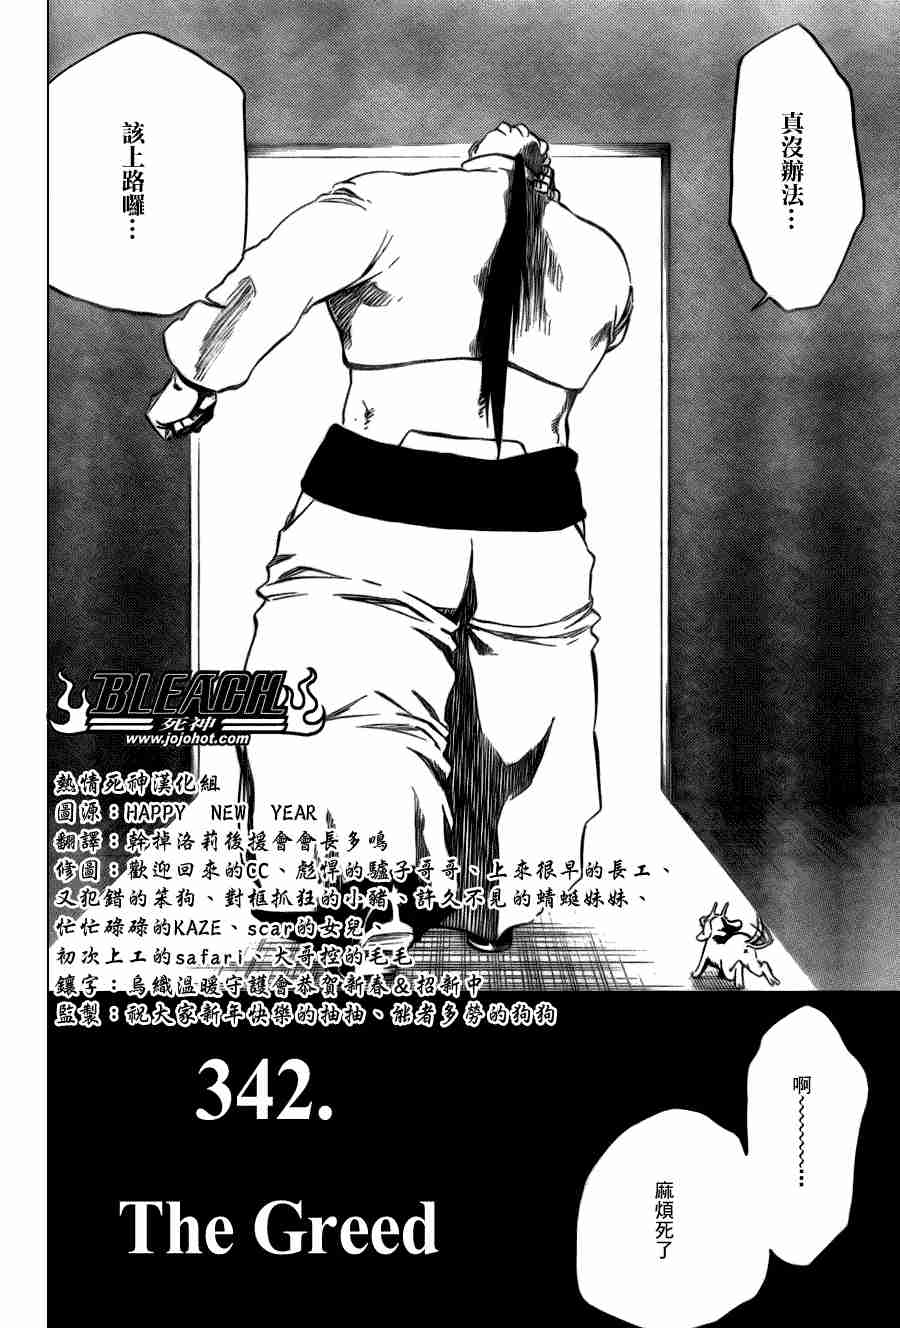 真沒辦法…
該上路囉…
BLEACH
死神
www.jojohot.com
熱情死神漢化組
圖源：HAPPY NEW YEAR
翻譯：幹掉洛莉後援會會長多鳴
修圖：歡迎回來的CC、彪悍的驢子哥哥、上來很早的長工、
又犯錯的笨狗、對框抓狂的小豬、許久不見的蜻蜓妹妹、
忙忙碌碌的KAZE、scar的女兒、
初次上工的safari、大哥控的毛毛
鑲字：烏織溫暖守護會恭賀新春&招新中
監製：祝大家新年快樂的抽抽、能者多勞的狗狗
342.
The Greed
啊~~~~~~~~…
麻煩死了